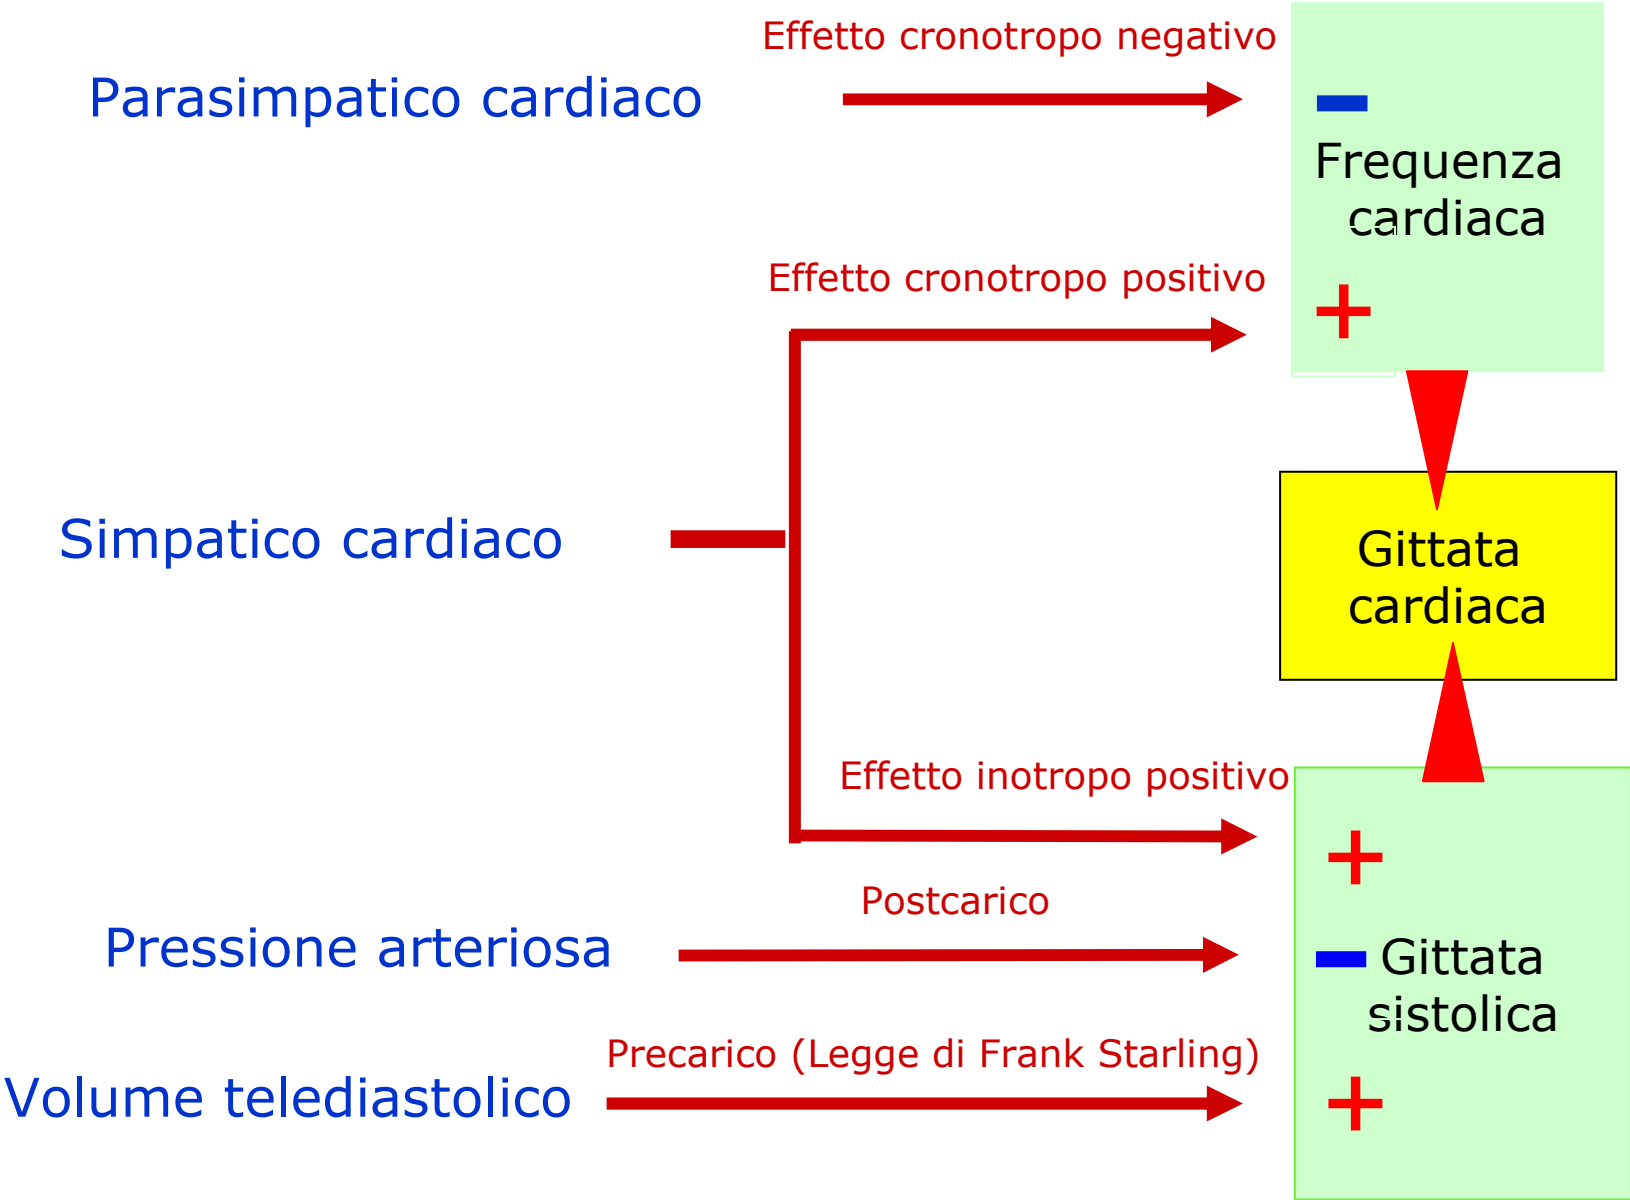 Effetto cronotropo negativo
Parasimpatico cardiaco
-
Frequenza
cardiaca
Effetto cronotropo positivo
+
Simpatico cardiaco
Gittata
cardiaca
Effetto inotropo positivo
+
Postcarico
Pressione arteriosa
- Gittata
sistolica
Precarico (Legge di Frank Starling)
Volume telediastolico
+